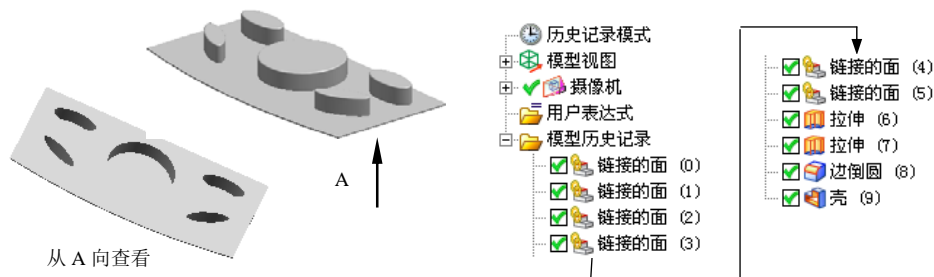 A
从 A 向查看
历史记录模式
模型视图
摄像机
用户表达式
模型历史记录
链接的面 (0)
链接的面 (1)
链接的面 (2)
链接的面 (3)
链接的面 (4)
链接的面 (5)
拉伸 (6)
拉伸 (7)
边倒圆 (8)
壳 (9)